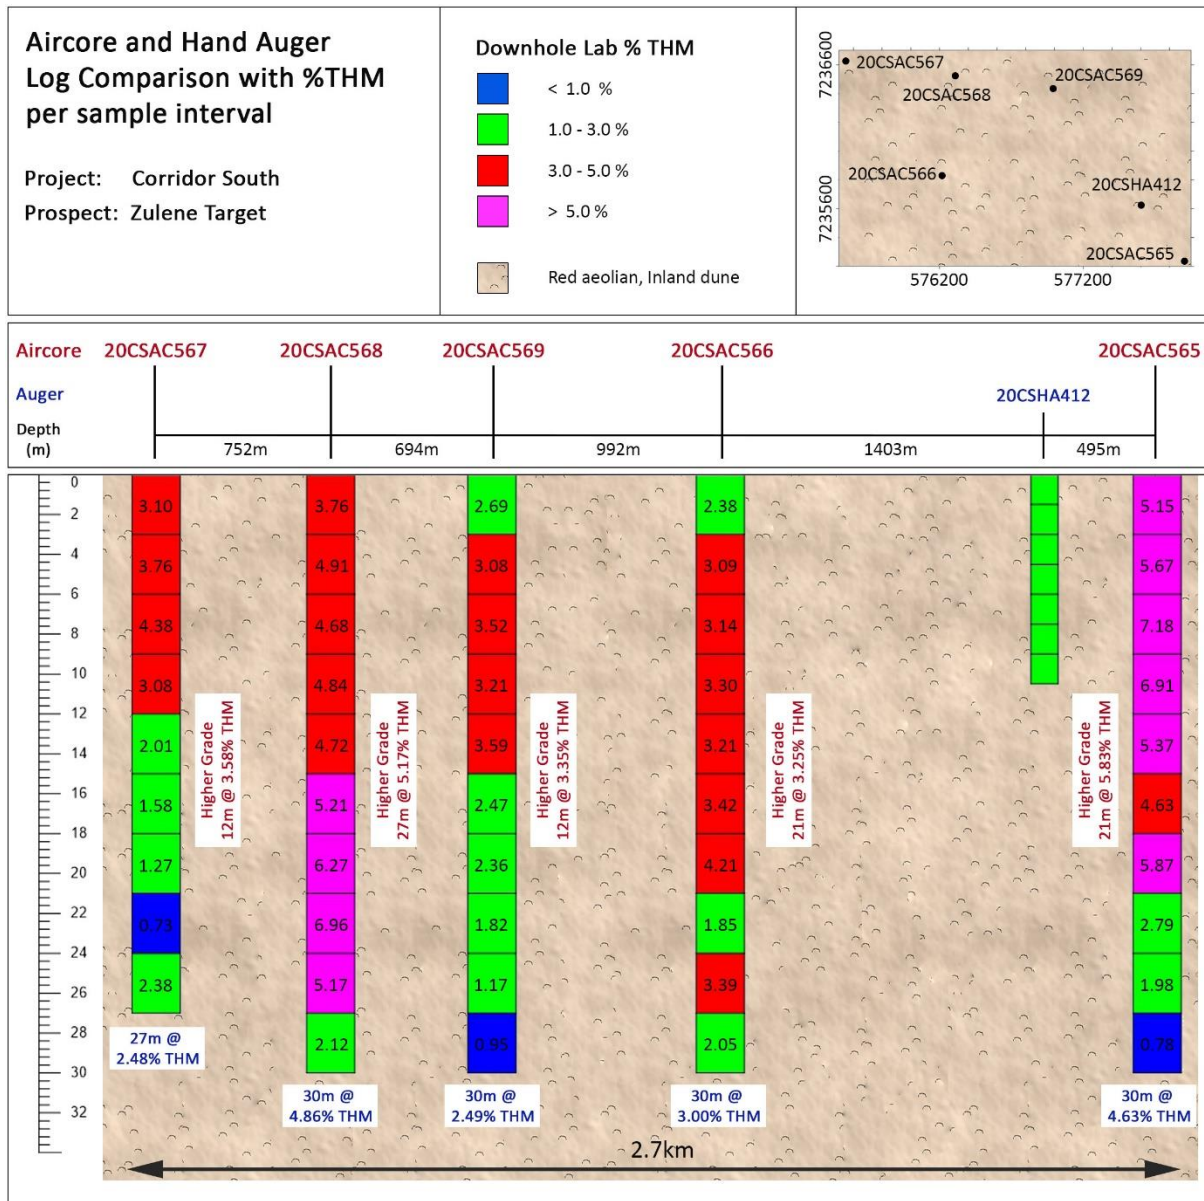 Aircore and Hand Auger
Log Comparison with %THM
per sample interval
Project: Corridor South
Prospect: Zulene Target
Downhole Lab % THM
< 1.0 %
1.0 - 3.0 %
3.0 - 5.0 %
> 5.0 %
Red aeolian, Inland dune
7236600
7235600
20CSAC567
20CSAC568
20CSAC569
20CSAC566
20CSHA412
20CSAC565
576200
577200
Aircore 20CSAC567 20CSAC568 20CSAC569 20CSAC566 20CSAC565
Auger 20CSHA412
Depth
(m)
752m 694m 992m 1403m 495m
0
2
4
6
8
10
12
14
16
18
20
22
24
26
28
30
32
3.10
3.76
4.38
3.08
2.01
1.58
1.27
0.73
2.38
27m @
2.48% THM
Higher Grade
12m @ 3.58% THM
3.76
4.91
4.68
4.84
4.72
5.21
6.27
6.96
5.17
2.12
30m @
4.86% THM
Higher Grade
27m @ 5.17% THM
2.69
3.08
3.52
3.21
3.59
2.47
2.36
1.82
1.17
0.95
30m @
2.49% THM
Higher Grade
12m @ 3.35% THM
2.38
3.09
3.14
3.30
3.21
3.42
4.21
1.85
3.39
2.05
30m @
3.00% THM
Higher Grade
21m @ 3.25% THM
Higher Grade
21m @ 5.83% THM
5.15
5.67
7.18
6.91
5.37
4.63
5.87
2.79
1.98
0.78
30m @
4.63% THM
2.7km